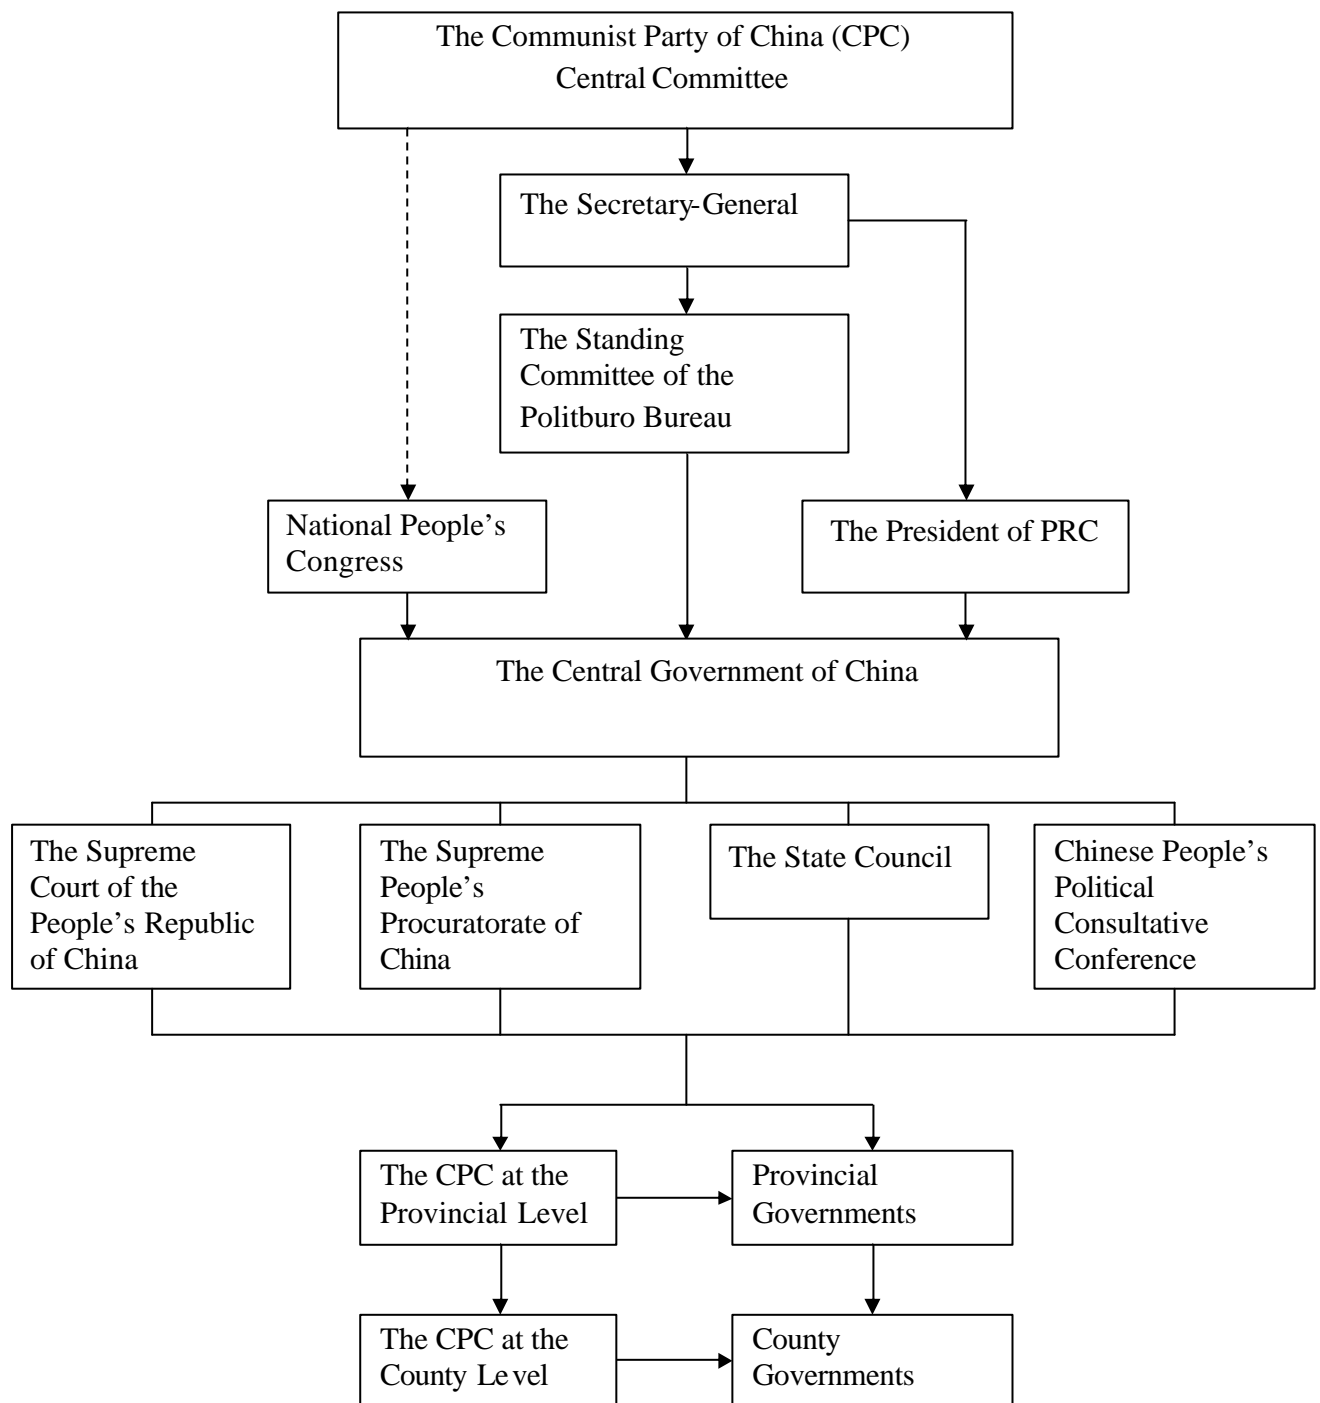 The Communist Party of China (CPC)
Central Committee
The Secretary-General
The Standing
Committee of the
Politburo Bureau
National People’s
Congress
The President of PRC
The Central Government of China
The Supreme
Court of the
People’s Republic
of China
The Supreme
People’s
Procuratorate of
China
The State Council
Chinese People’s
Political
Consultative
Conference
The CPC at the
Provincial Level
Provincial
Governments
The CPC at the
County Level
County
Governments